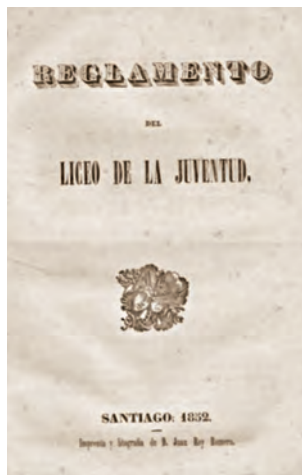 REGLAMENTO
DEL
LICEO DE LA JUVENTUD.
SANTIAGO: 1852.
Imprenta y litografía de D. Juan Rey Romero.